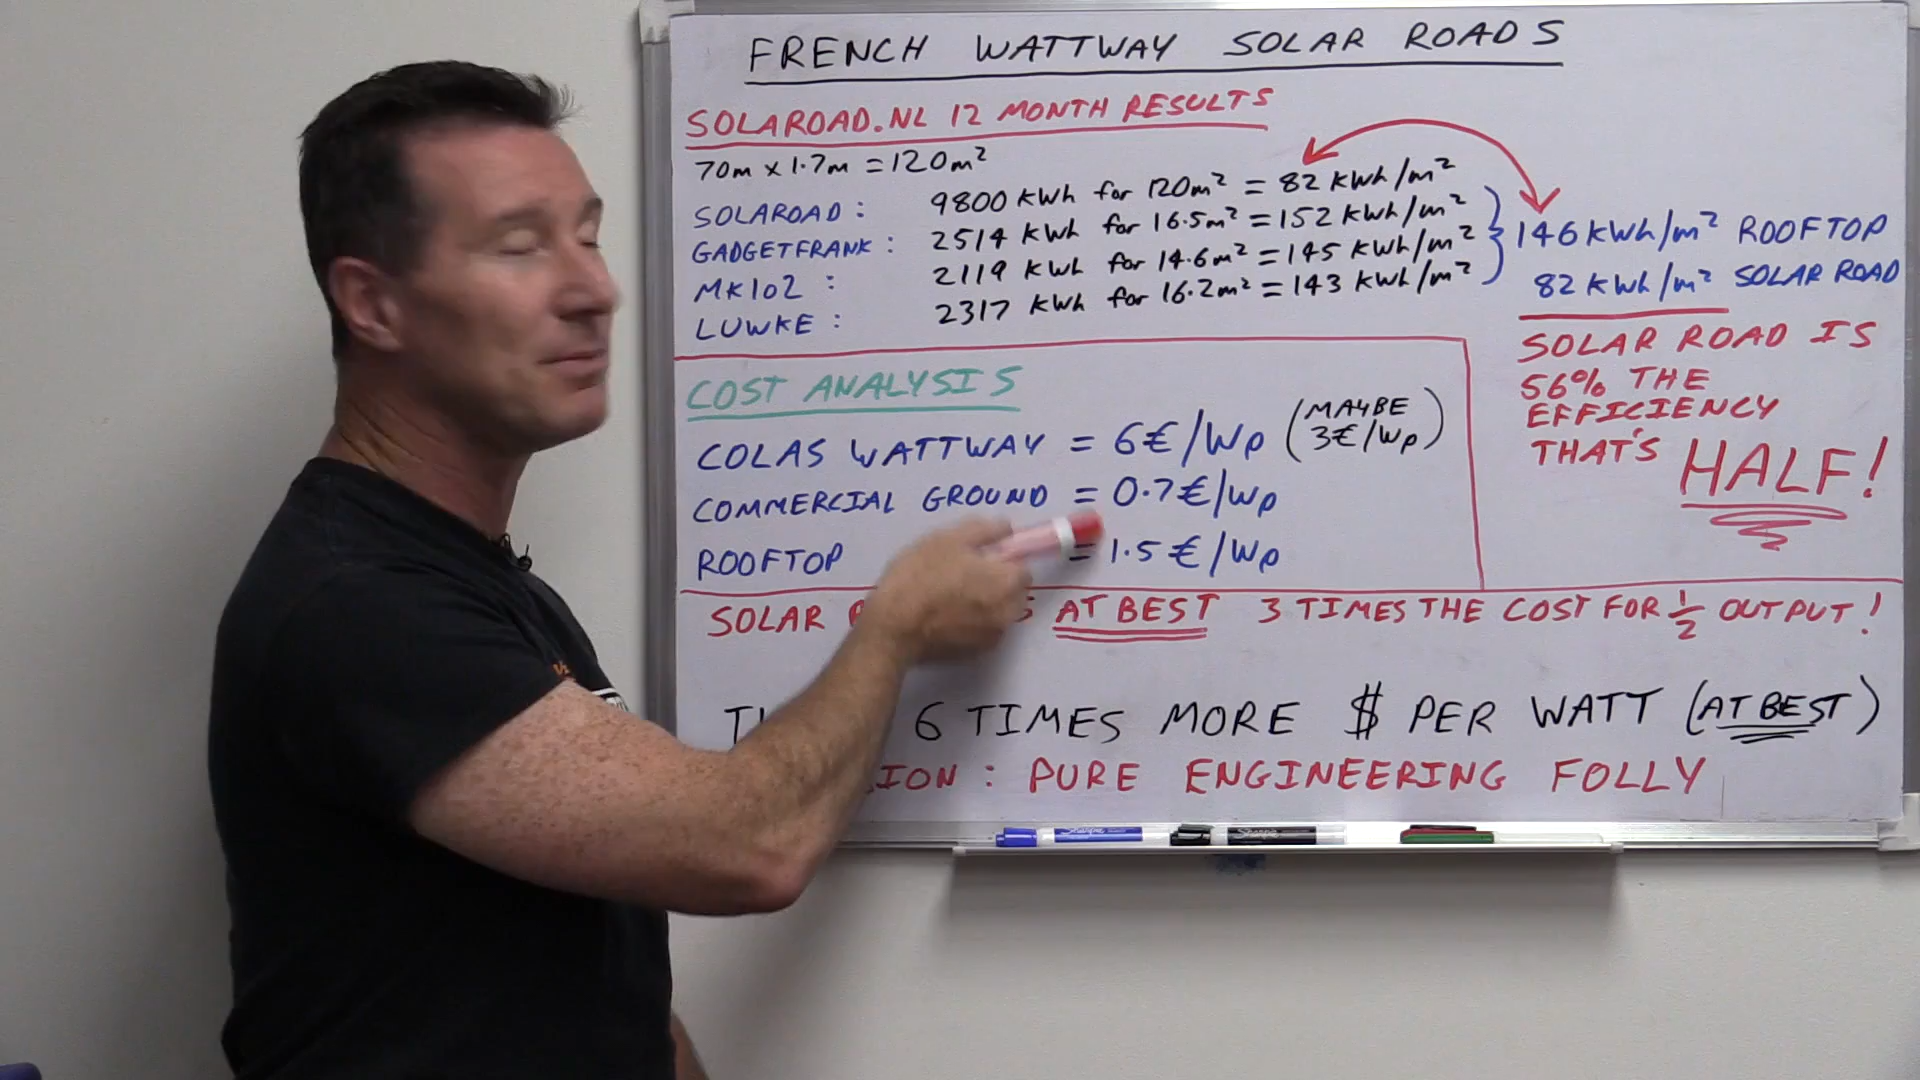 FRENCH WATTWAY SOLAR ROADS
SOLAROAD.NL 12 MONTH RESULTS
70m x 1.7m = 120m²
SOLAROAD: 9800 KWh for 120m² = 82 KWh/m²
GADGETFRANK: 2514 KWh for 16.5m² = 152 KWh/m²
MK102: 2119 KWh for 14.6m² = 145 KWh/m²
LUWKE: 2317 KWh for 16.2m² = 143 KWh/m²
146 KWh/m² ROOFTOP
82 KWh/m² SOLAR ROAD
SOLAR ROAD IS
56% THE
EFFICIENCY
THAT'S HALF!
COST ANALYSIS
COLAS WATTWAY = 6€/Wp (MAYBE 3€/Wp)
COMMERCIAL GROUND = 0.7€/Wp
ROOFTOP = 1.5€/Wp
SOLAR AT BEST 3 TIMES THE COST FOR 1/2 OUTPUT!
6 TIMES MORE $ PER WATT (AT BEST)
: PURE ENGINEERING FOLLY
Sharpie
Sharpie